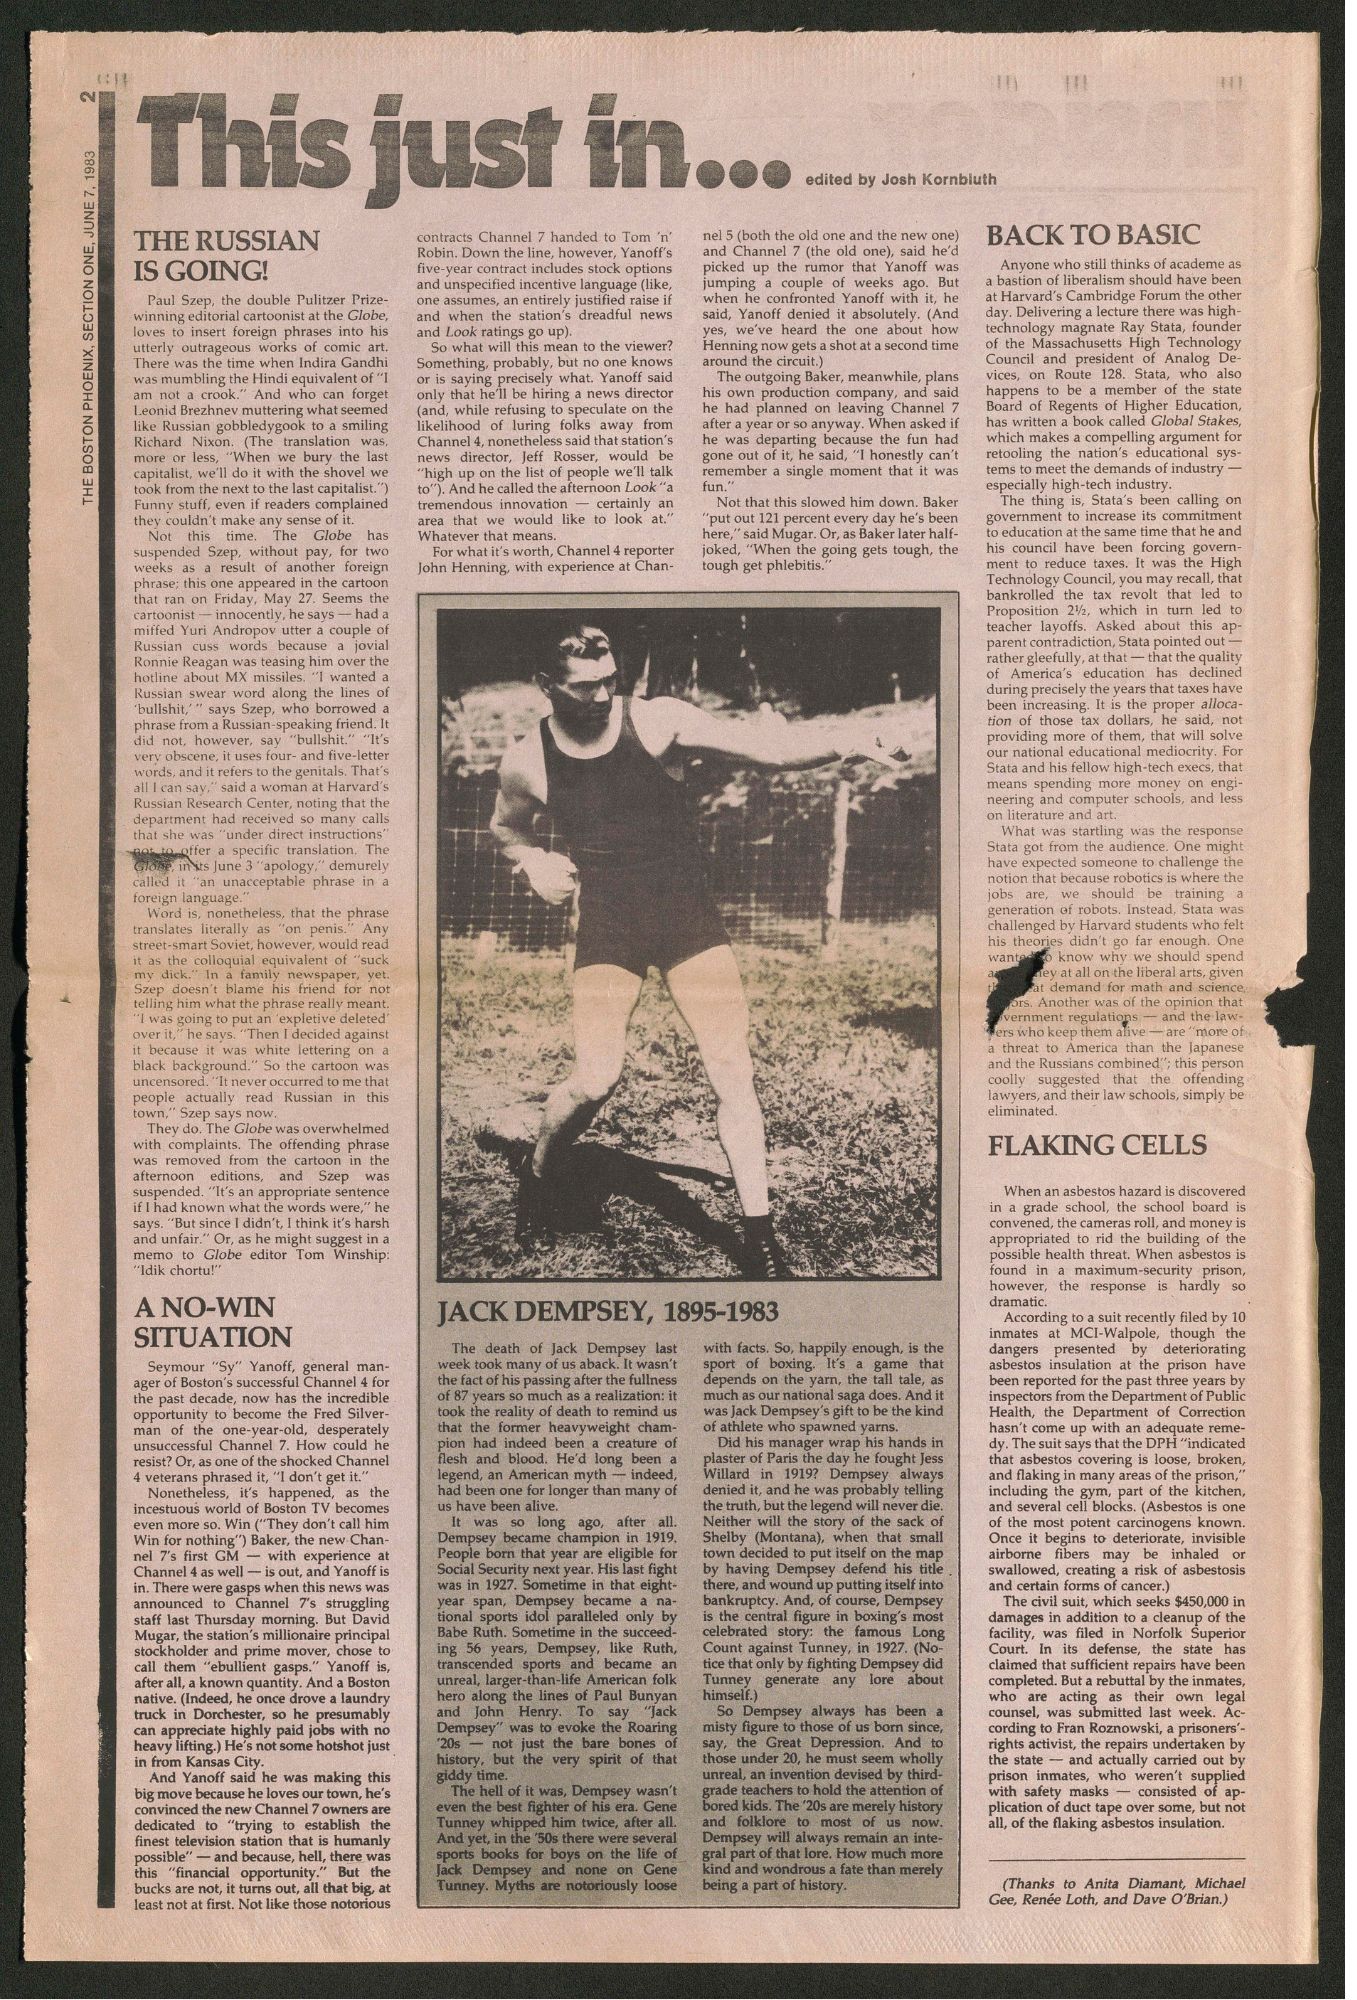 2
THE BOSTON PHOENIX, SECTION ONE, JUNE 7, 1983
This just in...
edited by Josh Kornbluth
THE RUSSIAN
IS GOING!
Paul Szep, the double Pulitzer Prize-
winning editorial cartoonist at the Globe,
loves to insert foreign phrases into his
utterly outrageous works of comic art.
There was the time when Indira Gandhi
was mumbling the Hindi equivalent of "I
am not a crook." And who can forget
Leonid Brezhnev muttering what seemed
like Russian gobbledygook to a smiling
Richard Nixon. (The translation was,
more or less, "When we bury the last
capitalist, we'll do it with the shovel we
took from the next to the last capitalist.")
Funny stuff, even if readers complained
they couldn't make any sense of it.
Not this time. The Globe has
suspended Szep, without pay, for two
weeks as a result of another foreign
phrase; this one appeared in the cartoon
that ran on Friday, May 27. Seems the
cartoonist — innocently, he says — had a
miffed Yuri Andropov utter a couple of
Russian cuss words because a jovial
Ronnie Reagan was teasing him over the
hotline about MX missiles. "I wanted a
Russian swear word along the lines of
'bullshit,' " says Szep, who borrowed a
phrase from a Russian-speaking friend. It
did not, however, say "bullshit." "It's
very obscene, it uses four- and five-letter
words, and it refers to the genitals. That's
all I can say," said a woman at Harvard's
Russian Research Center, noting that the
department had received so many calls
that she was "under direct instructions"
not to offer a specific translation. The
Globe, in its June 3 "apology," demurely
called it "an unacceptable phrase in a
foreign language."
Word is, nonetheless, that the phrase
translates literally as "on penis." Any
street-smart Soviet, however, would read
it as the colloquial equivalent of "suck
my dick." In a family newspaper, yet.
Szep doesn't blame his friend for not
telling him what the phrase really meant.
"I was going to put an 'expletive deleted'
over it," he says. "Then I decided against
it because it was white lettering on a
black background." So the cartoon was
uncensored. "It never occurred to me that
people actually read Russian in this
town," Szep says now.
They do. The Globe was overwhelmed
with complaints. The offending phrase
was removed from the cartoon in the
afternoon editions, and Szep was
suspended. "It's an appropriate sentence
if I had known what the words were," he
says. "But since I didn't, I think it's harsh
and unfair." Or, as he might suggest in a
memo to Globe editor Tom Winship:
"Idik chortu!"
A NO-WIN
SITUATION
Seymour "Sy" Yanoff, general man-
ager of Boston's successful Channel 4 for
the past decade, now has the incredible
opportunity to become the Fred Silver-
man of the one-year-old, desperately
unsuccessful Channel 7. How could he
resist? Or, as one of the shocked Channel
4 veterans phrased it, "I don't get it."
Nonetheless, it's happened, as the
incestuous world of Boston TV becomes
even more so. Win ("They don't call him
Win for nothing") Baker, the new Chan-
nel 7's first GM — with experience at
Channel 4 as well — is out, and Yanoff is
in. There were gasps when this news was
announced to Channel 7's struggling
staff last Thursday morning. But David
Mugar, the station's millionaire principal
stockholder and prime mover, chose to
call them "ebullient gasps." Yanoff is,
after all, a known quantity. And a Boston
native. (Indeed, he once drove a laundry
truck in Dorchester, so he presumably
can appreciate highly paid jobs with no
heavy lifting.) He's not some hotshot just
in from Kansas City.
And Yanoff said he was making this
big move because he loves our town, he's
convinced the new Channel 7 owners are
dedicated to "trying to establish the
finest television station that is humanly
possible" — and because, hell, there was
this "financial opportunity." But the
bucks are not, it turns out, all that big, at
least not at first. Not like those notorious
contracts Channel 7 handed to Tom 'n'
Robin. Down the line, however, Yanoff's
five-year contract includes stock options
and unspecified incentive language (like,
one assumes, an entirely justified raise if
and when the station's dreadful news
and Look ratings go up).
So what will this mean to the viewer?
Something, probably, but no one knows
or is saying precisely what. Yanoff said
only that he'll be hiring a news director
(and, while refusing to speculate on the
likelihood of luring folks away from
Channel 4, nonetheless said that station's
news director, Jeff Rosser, would be
"high up on the list of people we'll talk
to"). And he called the afternoon Look "a
tremendous innovation — certainly an
area that we would like to look at."
Whatever that means.
For what it's worth, Channel 4 reporter
John Henning, with experience at Chan-
nel 5 (both the old one and the new one)
and Channel 7 (the old one), said he'd
picked up the rumor that Yanoff was
jumping a couple of weeks ago. But
when he confronted Yanoff with it, he
said, Yanoff denied it absolutely. (And
yes, we've heard the one about how
Henning now gets a shot at a second time
around the circuit.)
The outgoing Baker, meanwhile, plans
his own production company, and said
he had planned on leaving Channel 7
after a year or so anyway. When asked if
he was departing because the fun had
gone out of it, he said, "I honestly can't
remember a single moment that it was
fun."
Not that this slowed him down. Baker
"put out 121 percent every day he's been
here," said Mugar. Or, as Baker later half-
joked, "When the going gets tough, the
tough get phlebitis."
JACK DEMPSEY, 1895-1983
The death of Jack Dempsey last
week took many of us aback. It wasn't
the fact of his passing after the fullness
of 87 years so much as a realization: it
took the reality of death to remind us
that the former heavyweight cham-
pion had indeed been a creature of
flesh and blood. He'd long been a
legend, an American myth — indeed,
had been one for longer than many of
us have been alive.
It was so long ago, after all.
Dempsey became champion in 1919.
People born that year are eligible for
Social Security next year. His last fight
was in 1927. Sometime in that eight-
year span, Dempsey became a na-
tional sports idol paralleled only by
Babe Ruth. Sometime in the succeed-
ing 56 years, Dempsey, like Ruth,
transcended sports and became an
unreal, larger-than-life American folk
hero along the lines of Paul Bunyan
and John Henry. To say "Jack
Dempsey" was to evoke the Roaring
'20s — not just the bare bones of
history, but the very spirit of that
giddy time.
The hell of it was, Dempsey wasn't
even the best fighter of his era. Gene
Tunney whipped him twice, after all.
And yet, in the '50s there were several
sports books for boys on the life of
Jack Dempsey and none on Gene
Tunney. Myths are notoriously loose
with facts. So, happily enough, is the
sport of boxing. It's a game that
depends on the yarn, the tall tale, as
much as our national saga does. And it
was Jack Dempsey's gift to be the kind
of athlete who spawned yarns.
Did his manager wrap his hands in
plaster of Paris the day he fought Jess
Willard in 1919? Dempsey always
denied it, and he was probably telling
the truth, but the legend will never die.
Neither will the story of the sack of
Shelby (Montana), when that small
town decided to put itself on the map
by having Dempsey defend his title
there, and wound up putting itself into
bankruptcy. And, of course, Dempsey
is the central figure in boxing's most
celebrated story: the famous Long
Count against Tunney, in 1927. (No-
tice that only by fighting Dempsey did
Tunney generate any lore about
himself.)
So Dempsey always has been a
misty figure to those of us born since,
say, the Great Depression. And to
those under 20, he must seem wholly
unreal, an invention devised by third-
grade teachers to hold the attention of
bored kids. The '20s are merely history
and folklore to most of us now.
Dempsey will always remain an inte-
gral part of that lore. How much more
kind and wondrous a fate than merely
being a part of history.
BACK TO BASIC
Anyone who still thinks of academe as
a bastion of liberalism should have been
at Harvard's Cambridge Forum the other
day. Delivering a lecture there was high-
technology magnate Ray Stata, founder
of the Massachusetts High Technology
Council and president of Analog De-
vices, on Route 128. Stata, who also
happens to be a member of the state
Board of Regents of Higher Education,
has written a book called Global Stakes,
which makes a compelling argument for
retooling the nation's educational sys-
tems to meet the demands of industry —
especially high-tech industry.
The thing is, Stata's been calling on
government to increase its commitment
to education at the same time that he and
his council have been forcing govern-
ment to reduce taxes. It was the High
Technology Council, you may recall, that
bankrolled the tax revolt that led to
Proposition 2½, which in turn led to
teacher layoffs. Asked about this ap-
parent contradiction, Stata pointed out —
rather gleefully, at that — that the quality
of America's education has declined
during precisely the years that taxes have
been increasing. It is the proper alloca-
tion of those tax dollars, he said, not
providing more of them, that will solve
our national educational mediocrity. For
Stata and his fellow high-tech execs, that
means spending more money on engi-
neering and computer schools, and less
on literature and art.
What was startling was the response
Stata got from the audience. One might
have expected someone to challenge the
notion that because robotics is where the
jobs are, we should be training a
generation of robots. Instead, Stata was
challenged by Harvard students who felt
his theories didn't go far enough. One
wanted to know why we should spend
at all on the liberal arts, given
demand for math and science
Another was of the opinion that
government regulations — and the law-
yers who keep them alive — are "more of
a threat to America than the Japanese
and the Russians combined"; this person
coolly suggested that the offending
lawyers, and their law schools, simply be
eliminated.
FLAKING CELLS
When an asbestos hazard is discovered
in a grade school, the school board is
convened, the cameras roll, and money is
appropriated to rid the building of the
possible health threat. When asbestos is
found in a maximum-security prison,
however, the response is hardly so
dramatic.
According to a suit recently filed by 10
inmates at MCI-Walpole, though the
dangers presented by deteriorating
asbestos insulation at the prison have
been reported for the past three years by
inspectors from the Department of Public
Health, the Department of Correction
hasn't come up with an adequate reme-
dy. The suit says that the DPH "indicated
that asbestos covering is loose, broken,
and flaking in many areas of the prison,"
including the gym, part of the kitchen,
and several cell blocks. (Asbestos is one
of the most potent carcinogens known.
Once it begins to deteriorate, invisible
airborne fibers may be inhaled or
swallowed, creating a risk of asbestosis
and certain forms of cancer.)
The civil suit, which seeks $450,000 in
damages in addition to a cleanup of the
facility, was filed in Norfolk Superior
Court. In its defense, the state has
claimed that sufficient repairs have been
completed. But a rebuttal by the inmates,
who are acting as their own legal
counsel, was submitted last week. Ac-
cording to Fran Roznowski, a prisoners'-
rights activist, the repairs undertaken by
the state — and actually carried out by
prison inmates, who weren't supplied
with safety masks — consisted of ap-
plication of duct tape over some, but not
all, of the flaking asbestos insulation.
(Thanks to Anita Diamant, Michael
Gee, Renée Loth, and Dave O'Brian.)